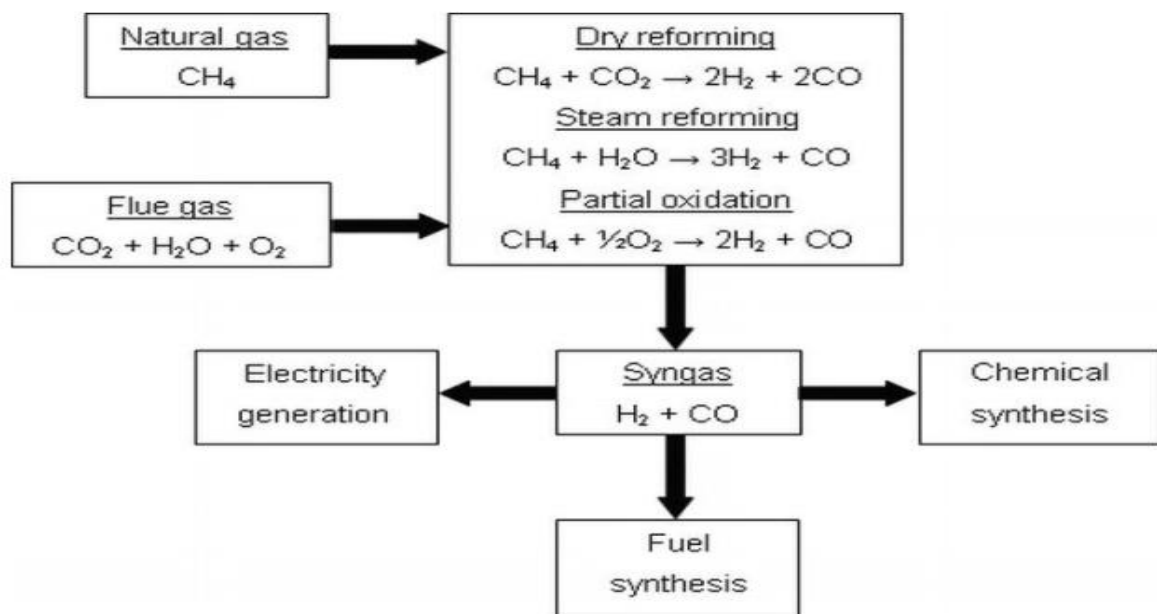 Natural gas
CH₄
Dry reforming
CH₄ + CO₂ → 2H₂ + 2CO
Steam reforming
CH₄ + H₂O → 3H₂ + CO
Partial oxidation
CH₄ + ½O₂ → 2H₂ + CO
Flue gas
CO₂ + H₂O + O₂
Electricity
generation
Syngas
H₂ + CO
Chemical
synthesis
Fuel
synthesis